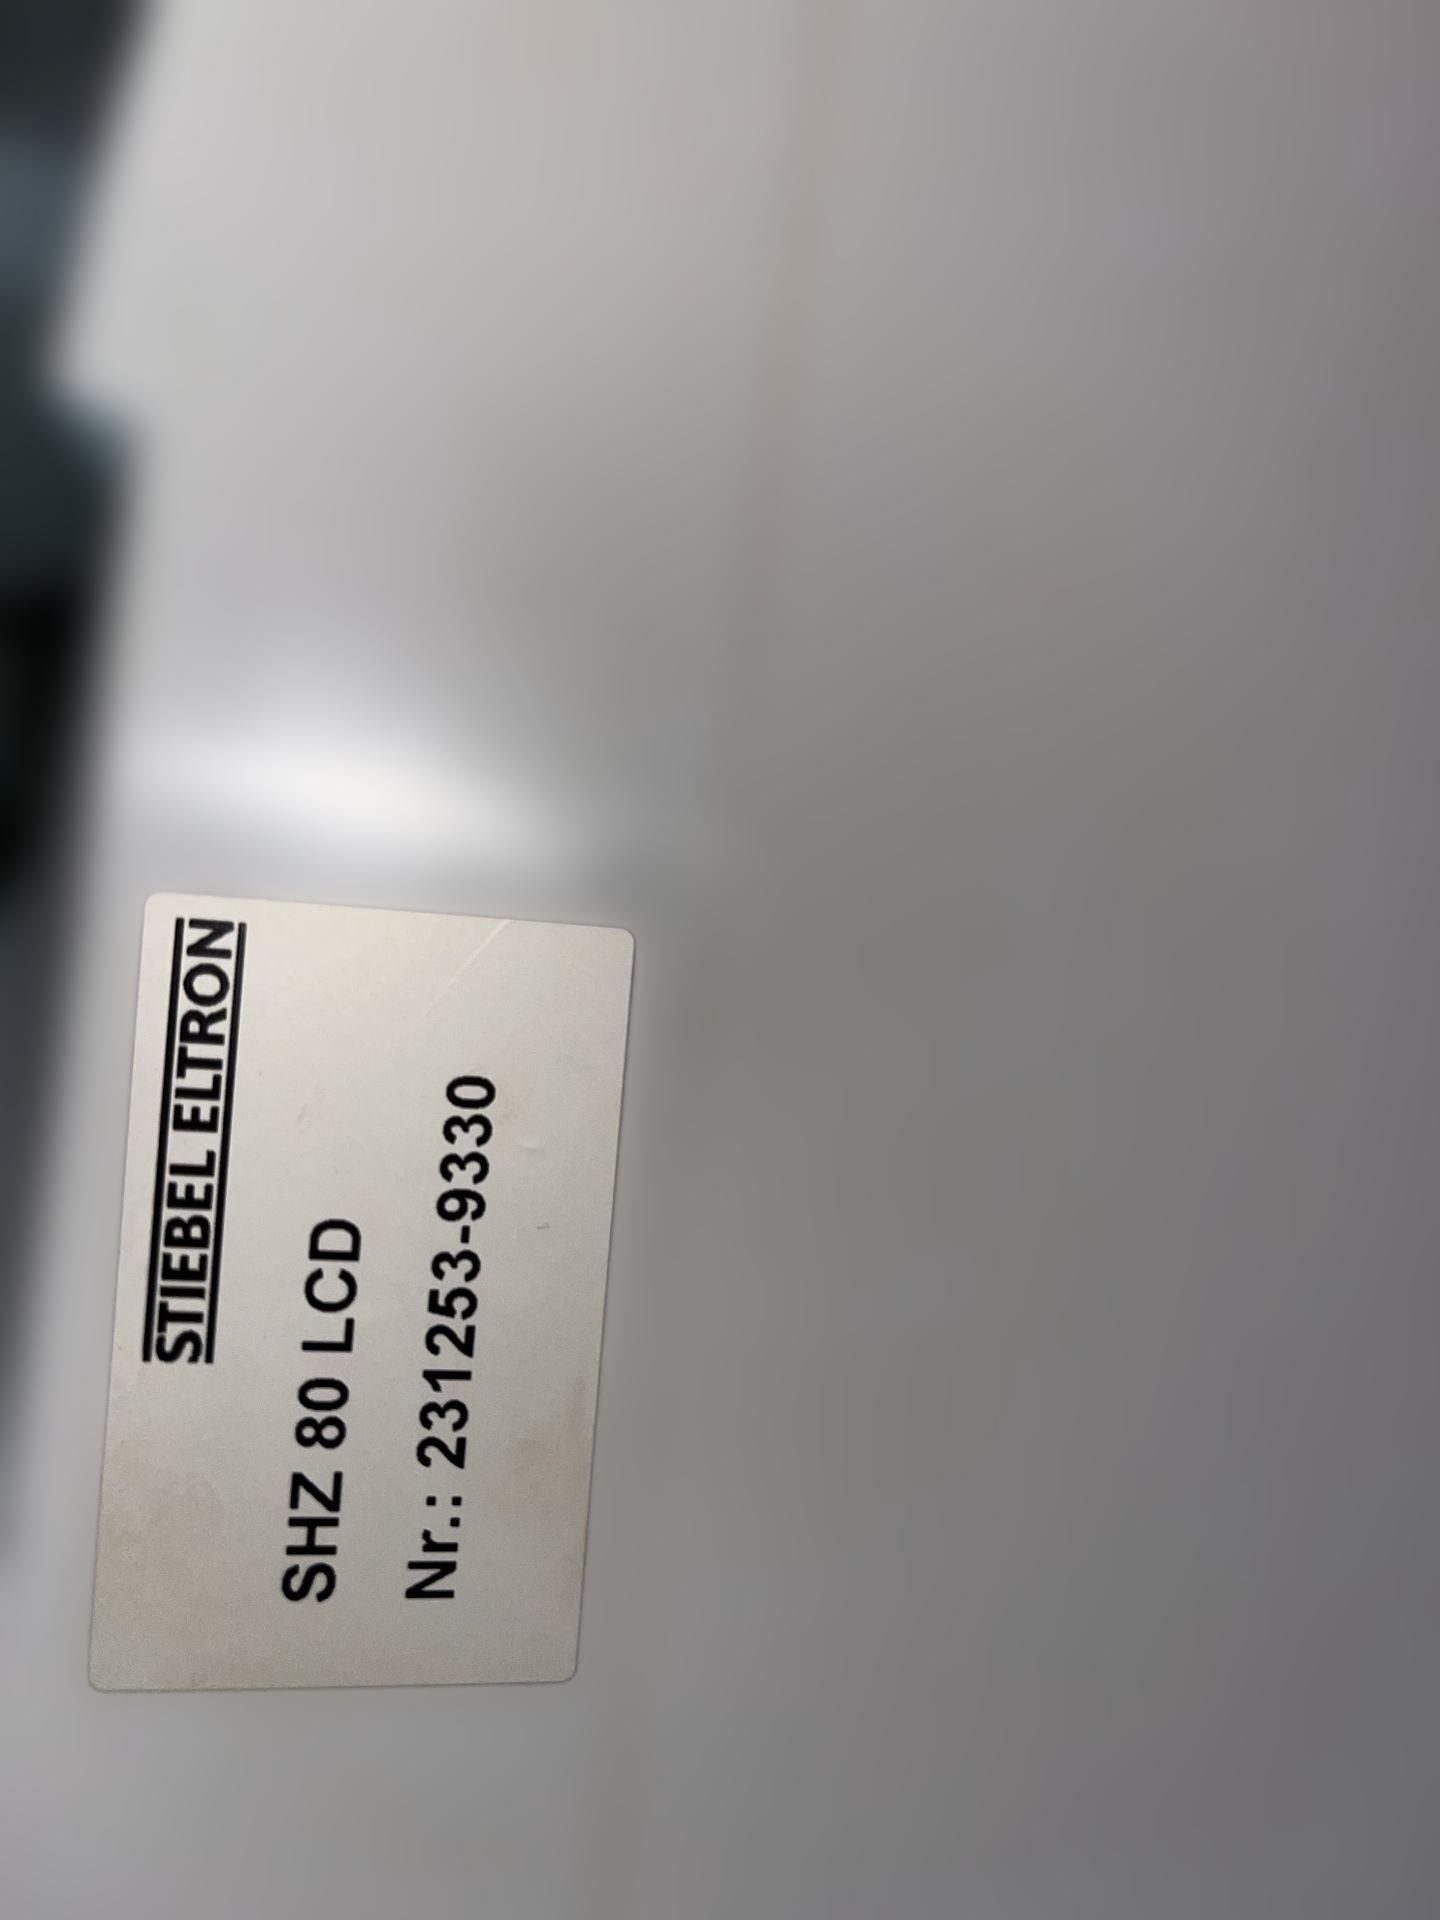 STIEBEL ELTRON
SHZ 80 LCD
Nr.: 231253-9330